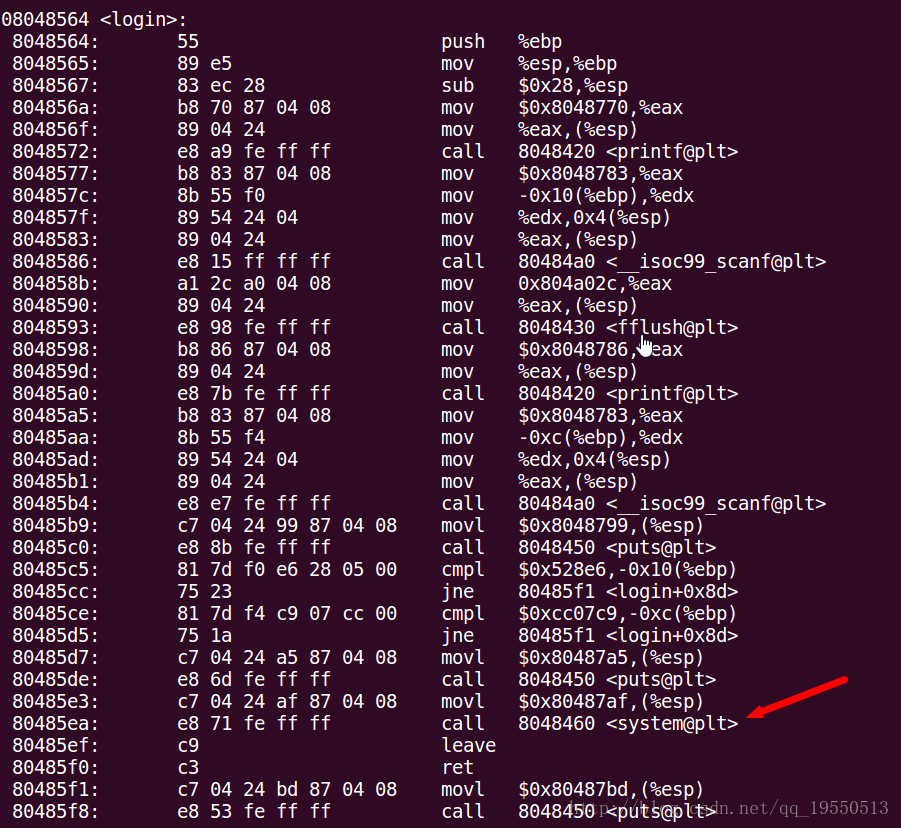 08048564 <login>:
8048564: 55 push %ebp
8048565: 89 e5 mov %esp,%ebp
8048567: 83 ec 28 sub $0x28,%esp
804856a: b8 70 87 04 08 mov $0x8048770,%eax
804856f: 89 04 24 mov %eax,(%esp)
8048572: e8 a9 fe ff ff call 8048420 <printf@plt>
8048577: b8 83 87 04 08 mov $0x8048783,%eax
804857c: 8b 55 f0 mov -0x10(%ebp),%edx
804857f: 89 54 24 04 mov %edx,0x4(%esp)
8048583: 89 04 24 mov %eax,(%esp)
8048586: e8 15 ff ff ff call 80484a0 <__isoc99_scanf@plt>
804858b: a1 2c a0 04 08 mov 0x804a02c,%eax
8048590: 89 04 24 mov %eax,(%esp)
8048593: e8 98 fe ff ff call 8048430 <fflush@plt>
8048598: b8 86 87 04 08 mov $0x8048786,%eax
804859d: 89 04 24 mov %eax,(%esp)
80485a0: e8 7b fe ff ff call 8048420 <printf@plt>
80485a5: b8 83 87 04 08 mov $0x8048783,%eax
80485aa: 8b 55 f4 mov -0xc(%ebp),%edx
80485ad: 89 54 24 04 mov %edx,0x4(%esp)
80485b1: 89 04 24 mov %eax,(%esp)
80485b4: e8 e7 fe ff ff call 80484a0 <__isoc99_scanf@plt>
80485b9: c7 04 24 99 87 04 08 movl $0x8048799,(%esp)
80485c0: e8 8b fe ff ff call 8048450 <puts@plt>
80485c5: 81 7d f0 e6 28 05 00 cmpl $0x528e6,-0x10(%ebp)
80485cc: 75 23 jne 80485f1 <login+0x8d>
80485ce: 81 7d f4 c9 07 cc 00 cmpl $0xcc07c9,-0xc(%ebp)
80485d5: 75 1a jne 80485f1 <login+0x8d>
80485d7: c7 04 24 a5 87 04 08 movl $0x80487a5,(%esp)
80485de: e8 6d fe ff ff call 8048450 <puts@plt>
80485e3: c7 04 24 af 87 04 08 movl $0x80487af,(%esp)
80485ea: e8 71 fe ff ff call 8048460 <system@plt>
80485ef: c9 leave
80485f0: c3 ret
80485f1: c7 04 24 bd 87 04 08 movl $0x80487bd,(%esp)
80485f8: e8 53 fe ff ff call 8048450 <puts@plt>
http://blog.csdn.net/qq_19550513